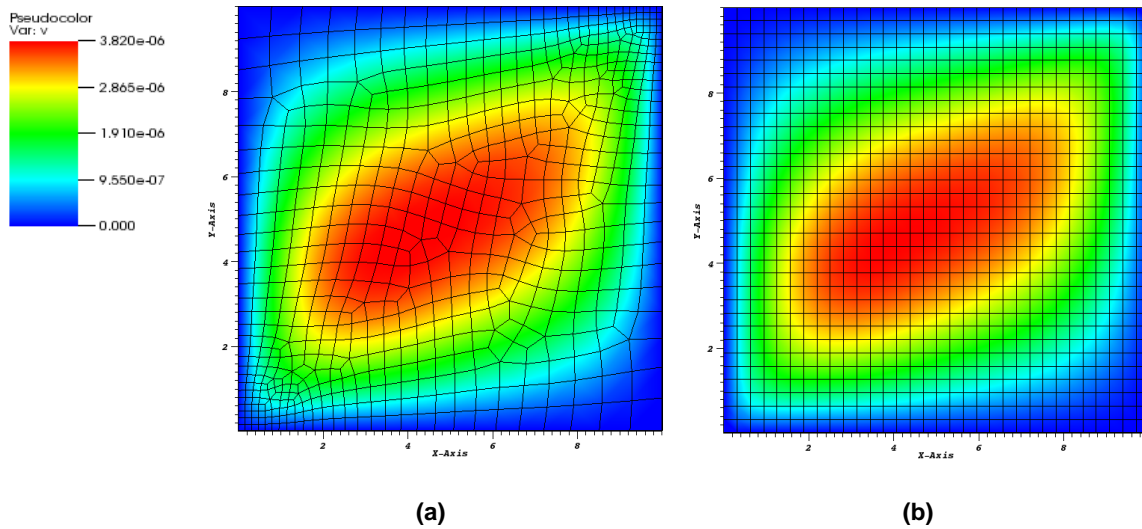 Pseudocolor
Var: v
3.820e-06
2.865e-06
1.910e-06
9.550e-07
0.000
Y-Axis
8
6
4
2
2 4 6 8
X-Axis
Y-Axis
8
6
4
2
2 4 6 8
X-Axis
(a) (b)